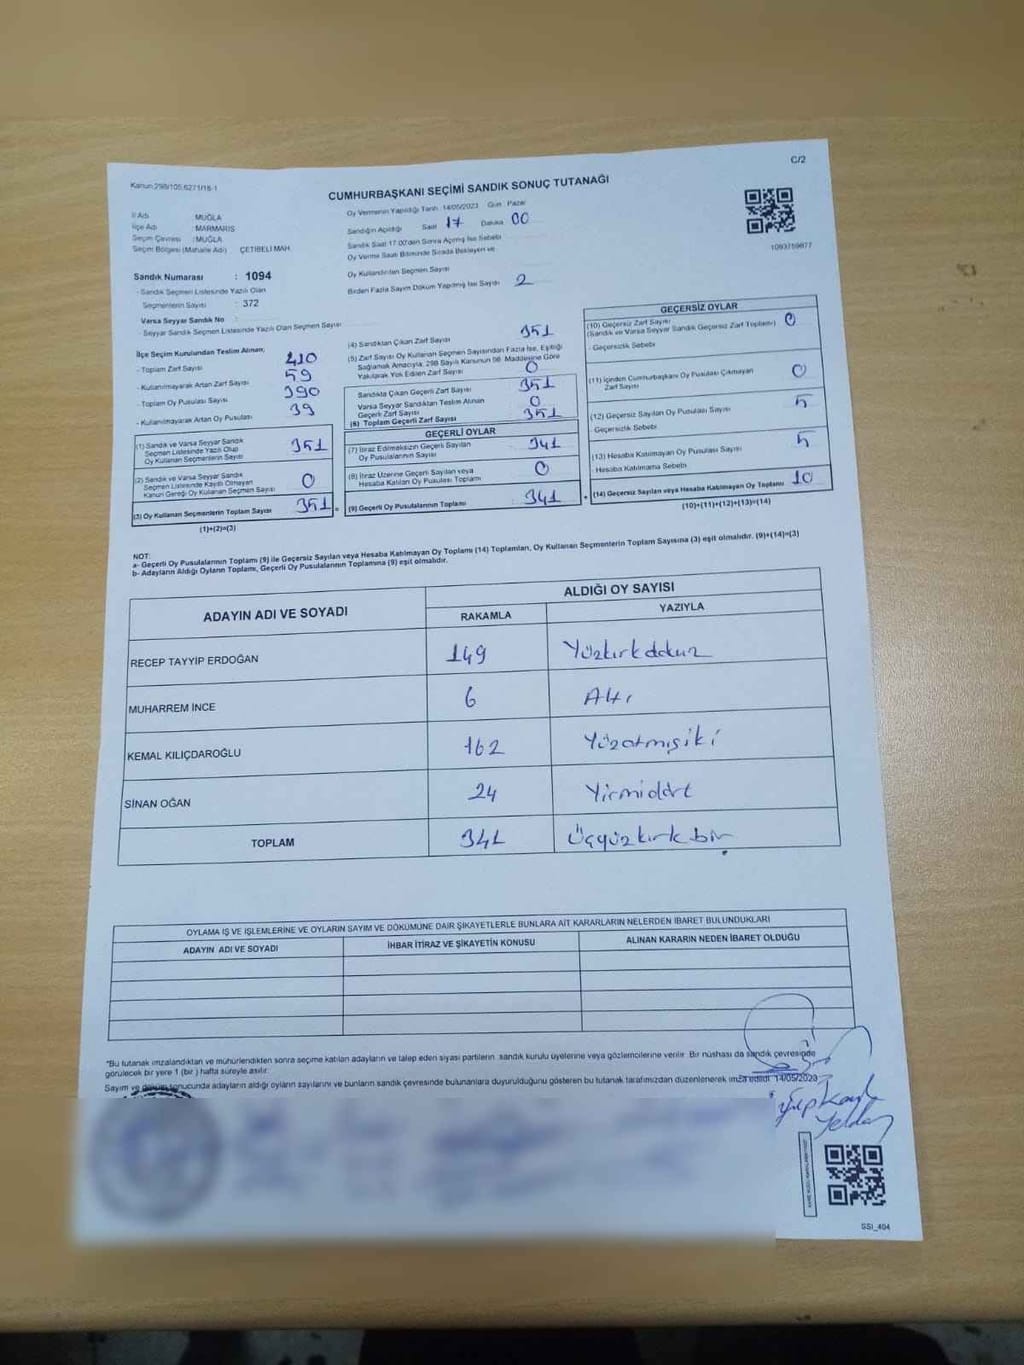 C/2
Kanun:298/105,6271/18-1
CUMHURBAŞKANI SEÇİMİ SANDIK SONUÇ TUTANAĞI
İl Adı : MUĞLA
İlçe Adı : MARMARİS
Seçim Çevresi : MUĞLA
Seçim Bölgesi (Mahalle Adı) ÇETİBELİ MAH.
Oy Vermenin Yapıldığı Tarih :14/05/2023 Gün : Pazar
Sandığın Açıldığı Saat 17 Dakika 00
Sandık Saat 17.00'den Sonra Açılmış İse Sebebi
Oy Verme Saati Bitiminde Sırada Bekleyen ve
Oy Kullandırılan Seçmen Sayısı
Birden Fazla Sayım Döküm Yapılmış İse Sayısı 2
1093759877
Sandık Numarası : 1094
- Sandık Seçmen Listesinde Yazılı Olan
Seçmenlerin Sayısı : 372
Varsa Seyyar Sandık No :
- Seyyar Sandık Seçmen Listesinde Yazılı Olan Seçmen Sayısı :
İlçe Seçim Kurulundan Teslim Alınan;
- Toplam Zarf Sayısı 410
- Kullanılmayarak Artan Zarf Sayısı 59
- Toplam Oy Pusulası Sayısı 390
- Kullanılmayarak Artan Oy Pusulası 39
(1) Sandık ve Varsa Seyyar Sandık
Seçmen Listesinde Yazılı Olup
Oy Kullanan Seçmenlerin Sayısı 351
(2) Sandık ve Varsa Seyyar Sandık
Seçmen Listesinde Kayıtlı Olmayan
Kanun Gereği Oy Kullanan Seçmen Sayısı 0
(3) Oy Kullanan Seçmenlerin Toplam Sayısı 351
(1)+(2)=(3)
(4) Sandıktan Çıkan Zarf Sayısı 351
(5) Zarf Sayısı Oy Kullanan Seçmen Sayısından Fazla İse, Eşitliği
Sağlamak Amacıyla, 298 Sayılı Kanunun 98. Maddesine Göre
Yakılarak Yok Edilen Zarf Sayısı 0
Sandıkta Çıkan Geçerli Zarf Sayısı 351
Varsa Seyyar Sandıktan Teslim Alınan
Geçerli Zarf Sayısı 0
(6) Toplam Geçerli Zarf Sayısı 351
GEÇERLİ OYLAR
(7) İtiraz Edilmeksizin Geçerli Sayılan
Oy Pusulalarının Sayısı 341
(8) İtiraz Üzerine Geçerli Sayılan veya
Hesaba Katılan Oy Pusulası Toplamı 0
(9) Geçerli Oy Pusulalarının Toplamı 341
GEÇERSİZ OYLAR
(10) Geçersiz Zarf Sayısı
(Sandık ve Varsa Seyyar Sandık Geçersiz Zarf Toplamı) 0
- Geçersizlik Sebebi
(11) İçinden Cumhurbaşkanı Oy Pusulası Çıkmayan
Zarf Sayısı 0
(12) Geçersiz Sayılan Oy Pusulası Sayısı 5
- Geçersizlik Sebebi
(13) Hesaba Katılmayan Oy Pusulası Sayısı 5
Hesaba Katılmama Sebebi
(14) Geçersiz Sayılan veya Hesaba Katılmayan Oy Toplamı 10
(10)+(11)+(12)+(13)=(14)
NOT:
a- Geçerli Oy Pusulalarının Toplamı (9) ile Geçersiz Sayılan veya Hesaba Katılmayan Oy Toplamı (14) Toplamları, Oy Kullanan Seçmenlerin Toplam Sayısına (3) eşit olmalıdır. (9)+(14)=(3)
b- Adayların Aldığı Oyların Toplamı, Geçerli Oy Pusulalarının Toplamına (9) eşit olmalıdır.
ADAYIN ADI VE SOYADI
ALDIĞI OY SAYISI
RAKAMLA YAZIYLA
RECEP TAYYİP ERDOĞAN 149 Yüzkırkdokuz
MUHARREM İNCE 6 Altı
KEMAL KILIÇDAROĞLU 162 Yüzatmışiki
SİNAN OĞAN 24 Yirmidört
TOPLAM 341 Üçyüzkırkbir
OYLAMA İŞ VE İŞLEMLERİNE VE OYLARIN SAYIM VE DÖKÜMÜNE DAİR ŞİKAYETLERLE BUNLARA AİT KARARLARIN NELERDEN İBARET BULUNDUKLARI
ADAYIN ADI VE SOYADI İHBAR İTİRAZ VE ŞİKAYETİN KONUSU ALINAN KARARIN NEDEN İBARET OLDUĞU
*Bu tutanak imzalandıktan ve mühürlendikten sonra seçime katılan adayların ve talep eden siyasi partilerin sandık kurulu üyelerine veya gözlemcilerine verilir. Bir nüshası da sandık çevresinde
görülecek bir yere 1 (bir) hafta süreyle asılır.
Sayım ve döküm sonucunda adayların aldığı oyların sayılarını ve bunların sandık çevresinde bulunanlara duyurulduğunu gösteren bu tutanak tarafımızdan düzenlenerek imza edildi. 14/05/2023
SSI_404